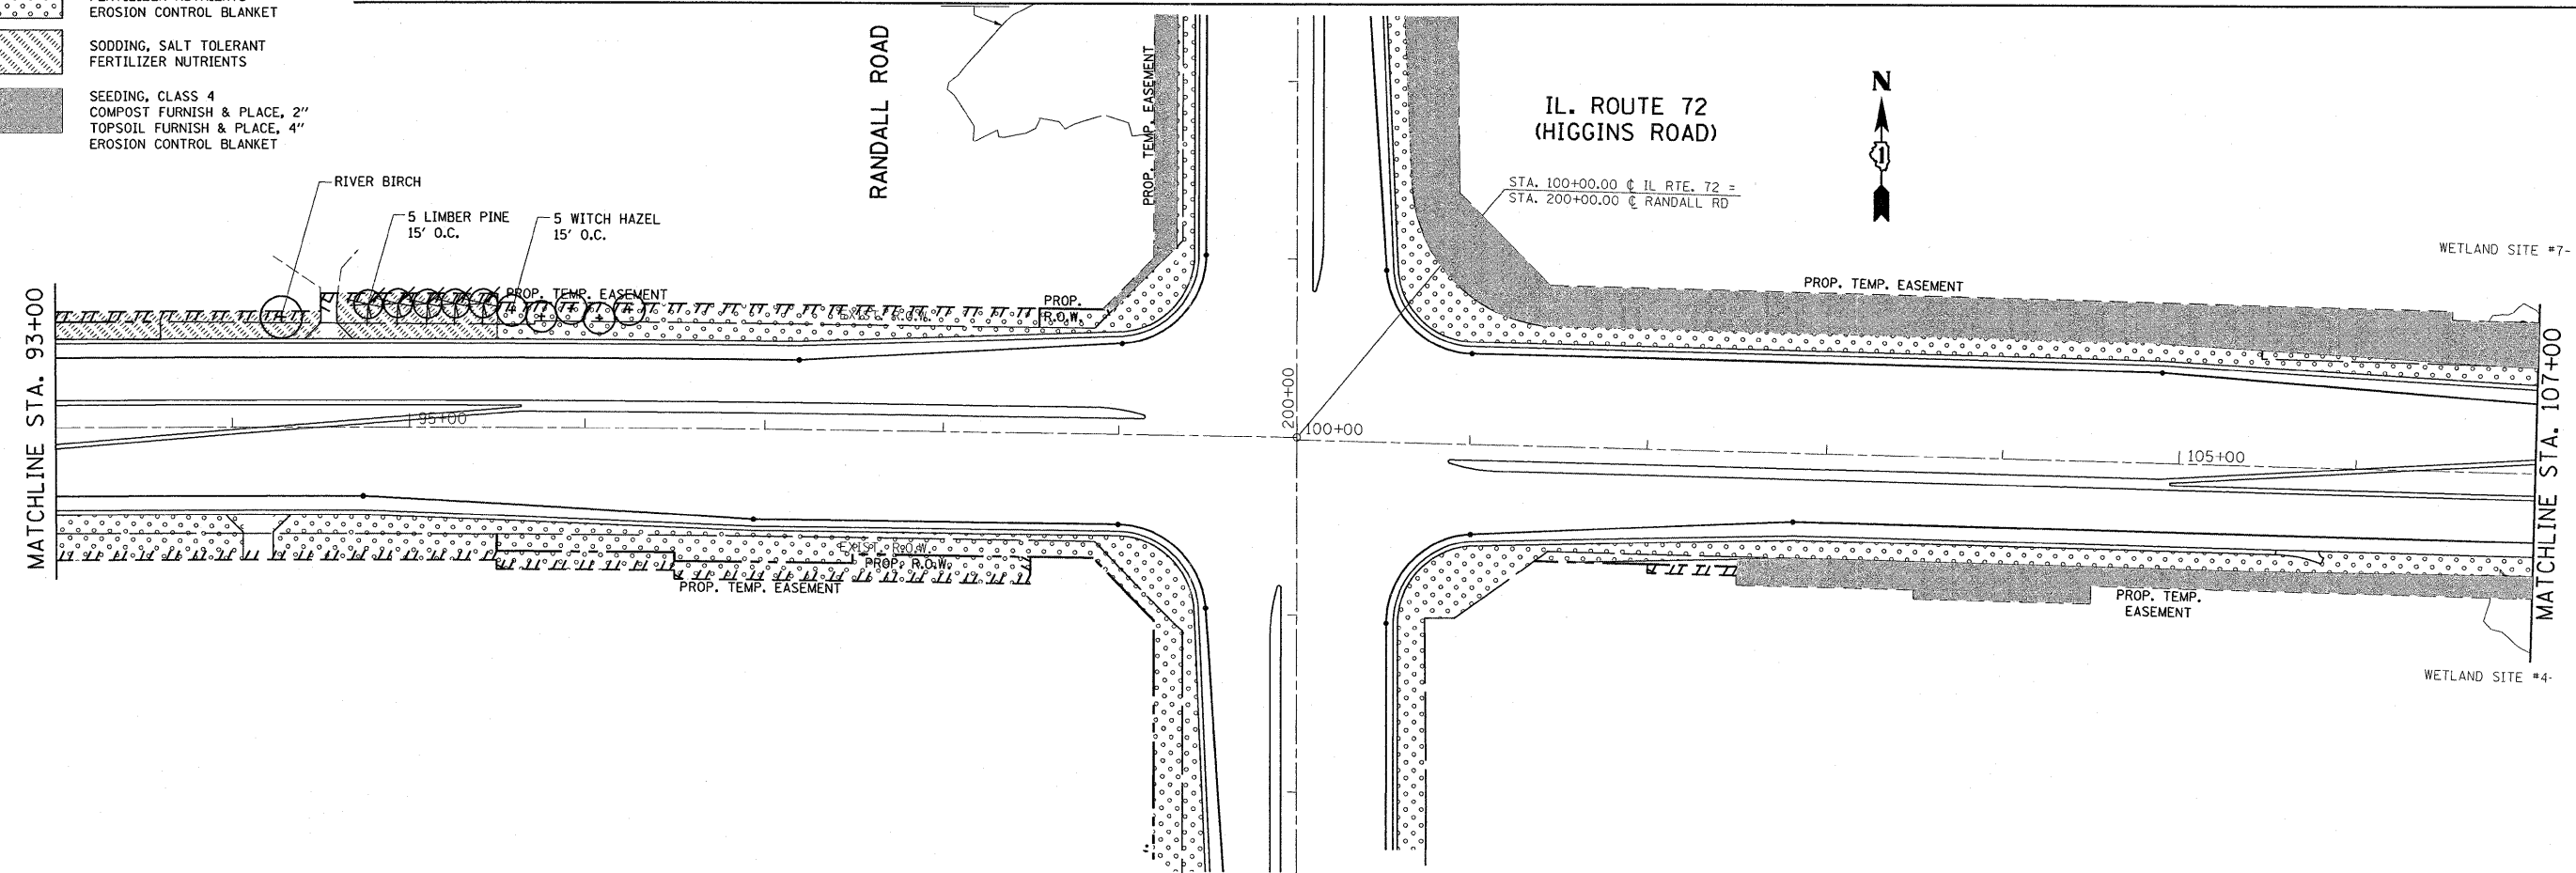 EROSION CONTROL BLANKET
SODDING, SALT TOLERANT
FERTILIZER NUTRIENTS
SEEDING, CLASS 4
COMPOST FURNISH & PLACE, 2"
TOPSOIL FURNISH & PLACE, 4"
EROSION CONTROL BLANKET
RIVER BIRCH
5 LIMBER PINE
15' O.C.
5 WITCH HAZEL
15' O.C.
RANDALL ROAD
PROP. TEMP. EASEMENT
IL. ROUTE 72
(HIGGINS ROAD)
N
STA. 100+00.00 ℄ IL RTE. 72 =
STA. 200+00.00 ℄ RANDALL RD
WETLAND SITE #7-
PROP. TEMP. EASEMENT
PROP. TEMP. EASEMENT
PROP.
R.O.W.
EXIST. R.O.W.
MATCHLINE STA. 93+00
MATCHLINE STA. 107+00
95+00
200+00
100+00
105+00
EXIST. R.O.W.
PROP. R.O.W.
PROP. TEMP. EASEMENT
PROP. TEMP.
EASEMENT
WETLAND SITE #4-